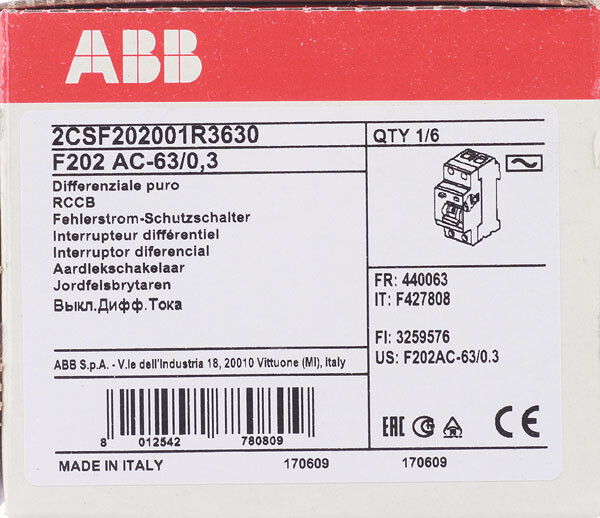 ABB
2CSF202001R3630
QTY 1/6
F202 AC-63/0,3
Differenziale puro
RCCB
Fehlerstrom-Schutzschalter
Interrupteur différentiel
Interruptor diferencial
Aardlekschakelaar
Jordfelsbrytaren
Выкл.Дифф.Тока
FR: 440063
IT: F427808
FI: 3259576
US: F202AC-63/0.3
ABB S.p.A. - V.le dell'Industria 18, 20010 Vittuone (MI), Italy
8 012542 780809
EAC
CE
MADE IN ITALY
170609
170609